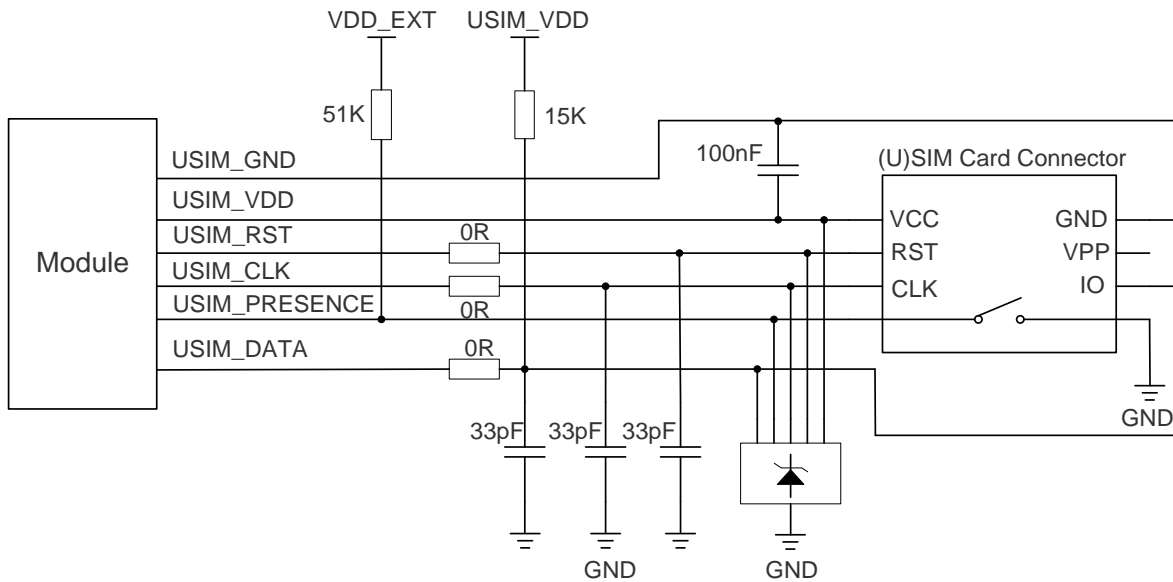 VDD_EXT USIM_VDD
51K 15K
USIM_GND
100nF
(U)SIM Card Connector
USIM_VDD
VCC GND
USIM_RST
0R
RST VPP
Module
USIM_CLK
CLK IO
USIM_PRESENCE
0R
USIM_DATA
0R
GND
33pF 33pF 33pF
GND GND